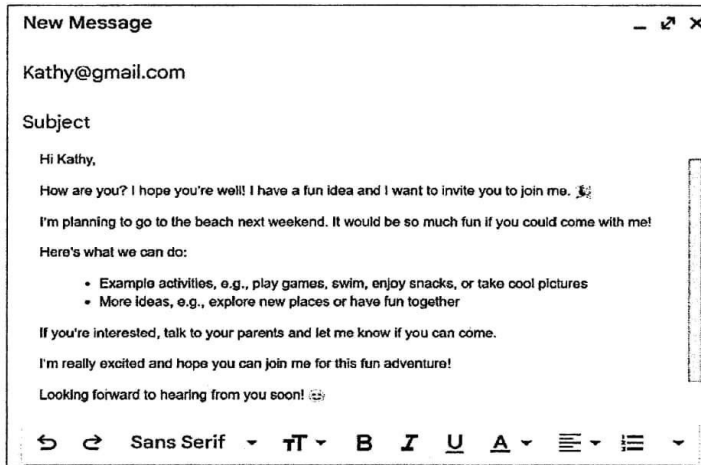 New Message
Kathy@gmail.com
Subject
Hi Kathy,
How are you? I hope you're well! I have a fun idea and I want to invite you to join me. 🎉
I'm planning to go to the beach next weekend. It would be so much fun if you could come with me!
Here's what we can do:
• Example activities, e.g., play games, swim, enjoy snacks, or take cool pictures
• More ideas, e.g., explore new places or have fun together
If you're interested, talk to your parents and let me know if you can come.
I'm really excited and hope you can join me for this fun adventure!
Looking forward to hearing from you soon! 😊
Sans Serif TT B I U A